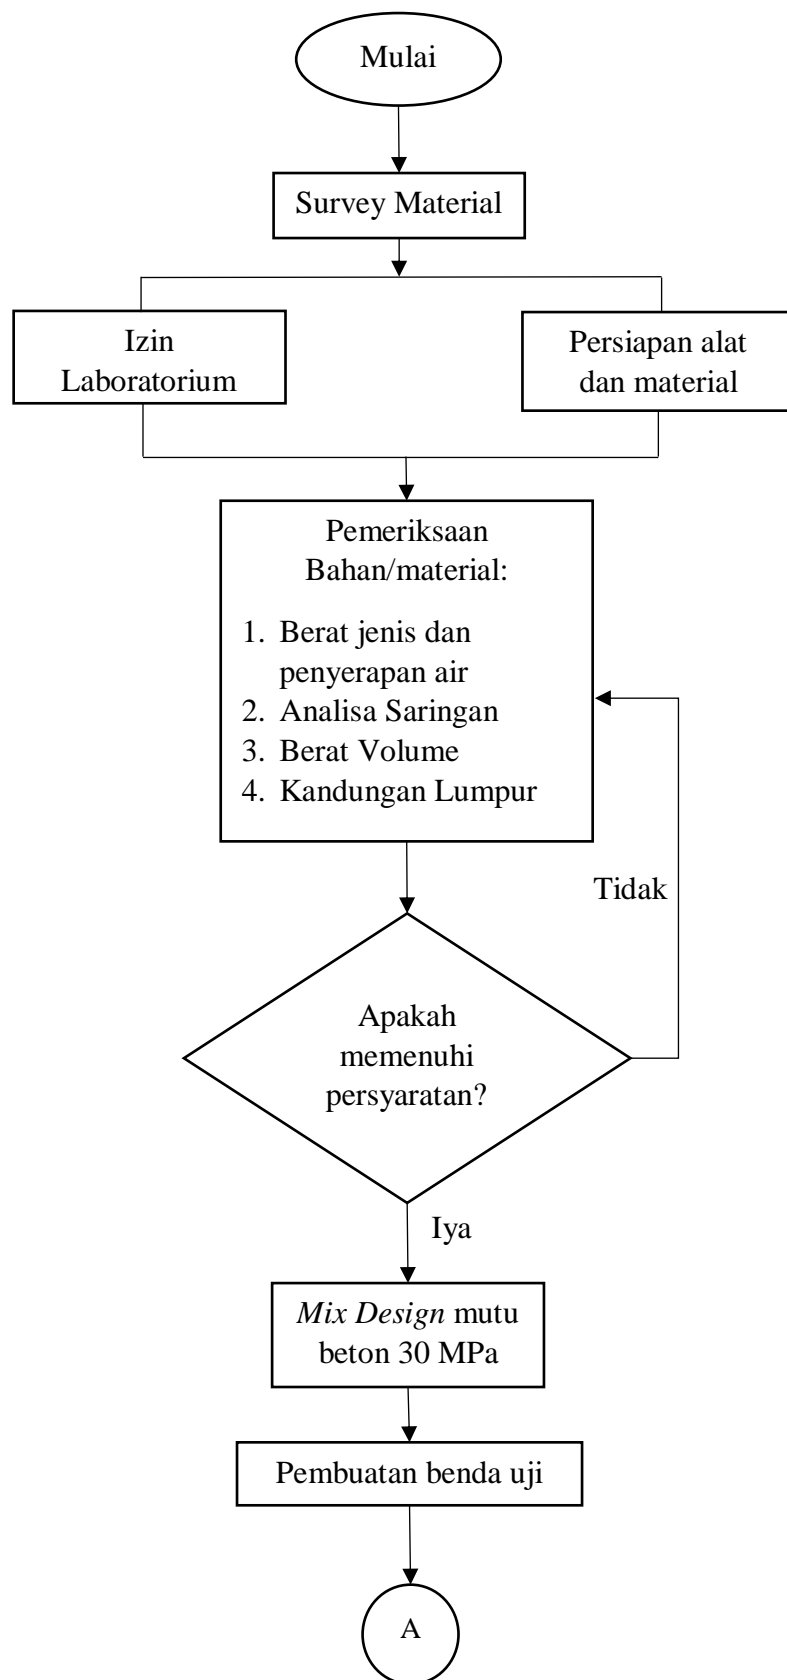 Mulai
Survey Material
Izin
Laboratorium
Persiapan alat
dan material
Pemeriksaan
Bahan/material:
1. Berat jenis dan
penyerapan air
2. Analisa Saringan
3. Berat Volume
4. Kandungan Lumpur
Tidak
Apakah
memenuhi
persyaratan?
Iya
Mix Design mutu
beton 30 MPa
Pembuatan benda uji
A